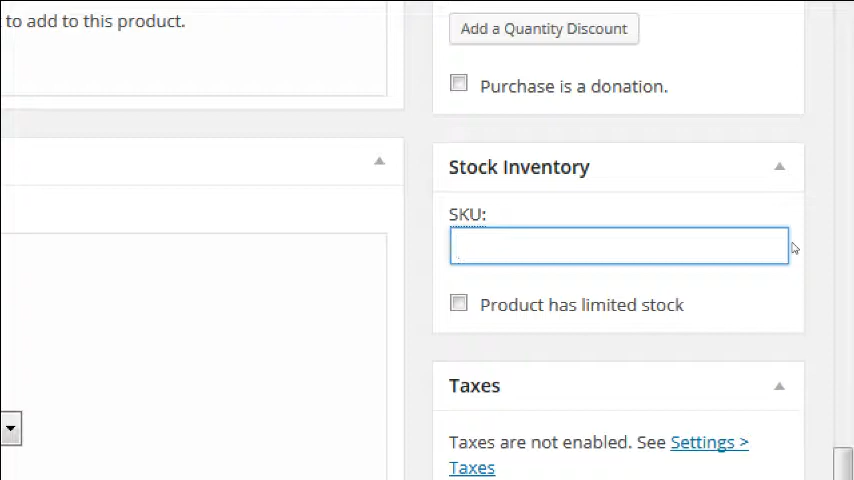 to add to this product.
Add a Quantity Discount
Purchase is a donation.
Stock Inventory
SKU:
Product has limited stock
Taxes
Taxes are not enabled. See Settings >
Taxes